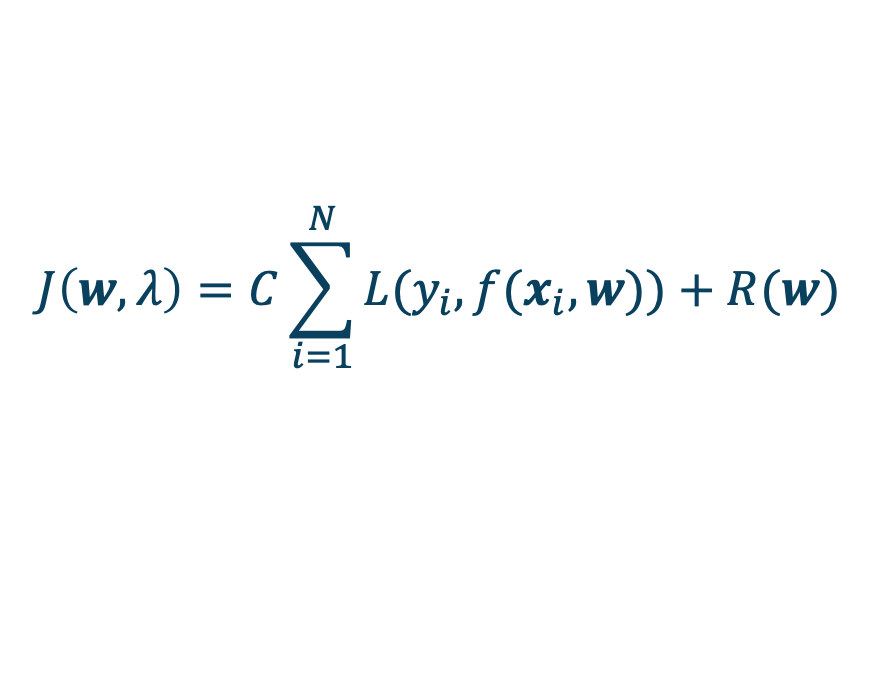 J(w, λ) = C ∑_{i=1}^{N} L(y_i, f(x_i, w)) + R(w)